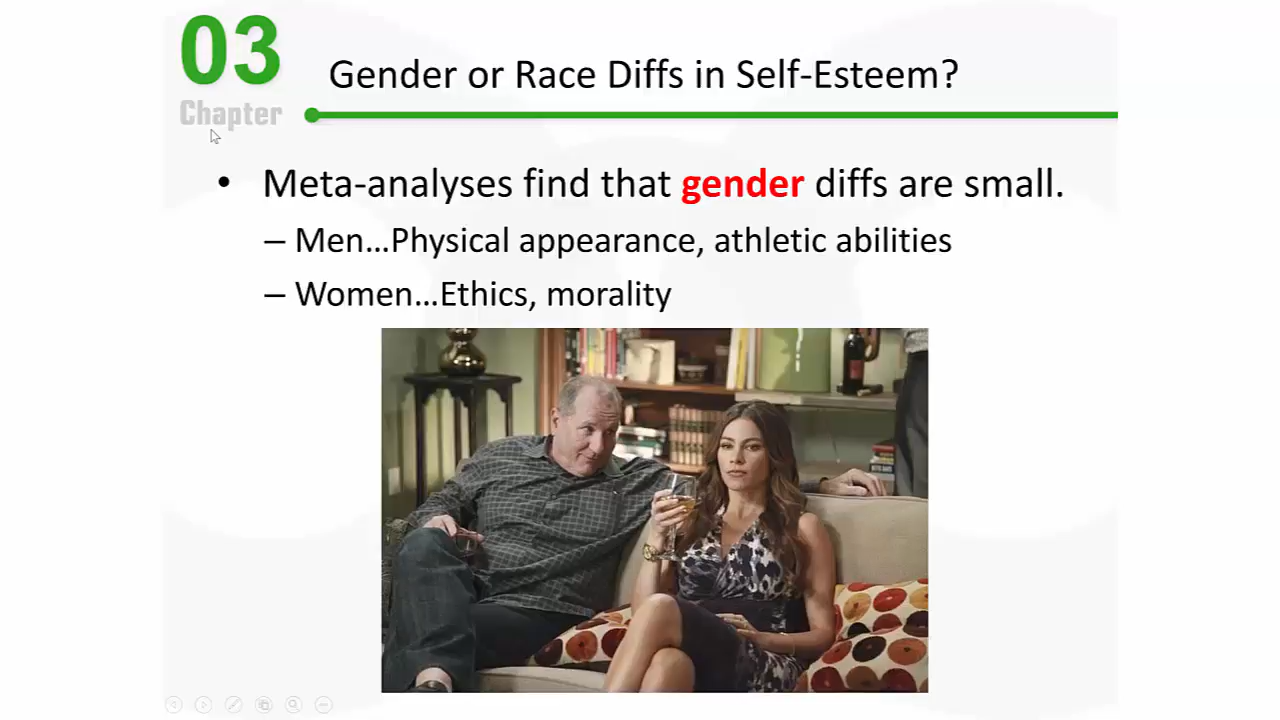 03
Chapter
Gender or Race Diffs in Self-Esteem?
• Meta-analyses find that gender diffs are small.
– Men…Physical appearance, athletic abilities
– Women…Ethics, morality